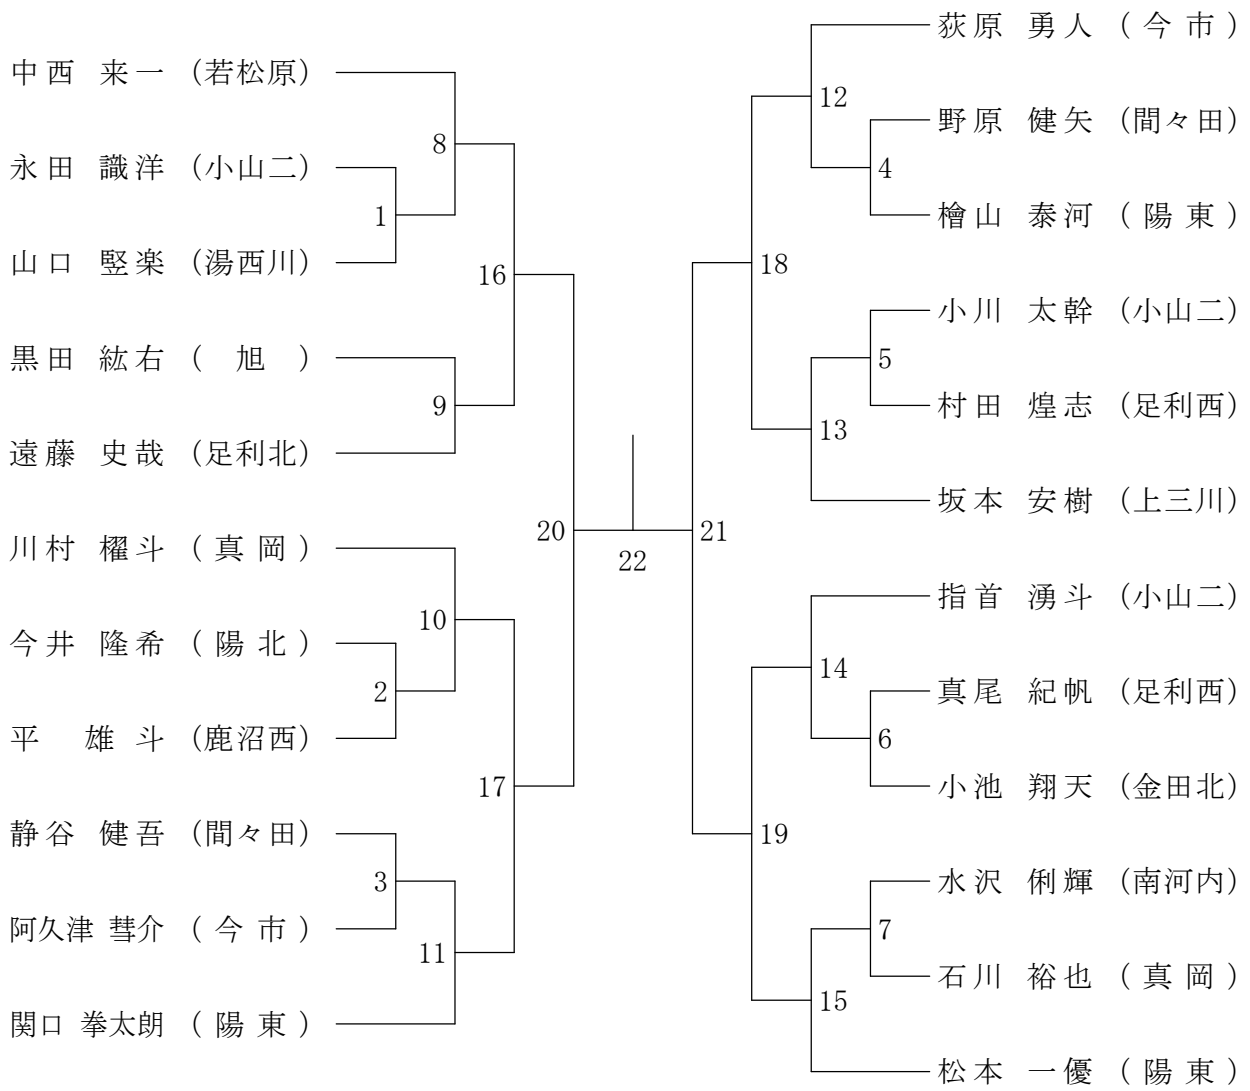 中西 来一 (若松原)
永田 識洋 (小山二)
山口 堅楽 (湯西川)
黒田 紘右 (旭)
遠藤 史哉 (足利北)
川村 櫂斗 (真岡)
今井 隆希 (陽北)
平 雄斗 (鹿沼西)
静谷 健吾 (間々田)
阿久津 彗介 (今市)
関口 拳太朗 (陽東)
1
2
3
8
9
10
11
16
17
20
22
21
18
19
12
13
14
15
4
5
6
7
荻原 勇人 (今市)
野原 健矢 (間々田)
檜山 泰河 (陽東)
小川 太幹 (小山二)
村田 煌志 (足利西)
坂本 安樹 (上三川)
指首 湧斗 (小山二)
真尾 紀帆 (足利西)
小池 翔天 (金田北)
水沢 俐輝 (南河内)
石川 裕也 (真岡)
松本 一優 (陽東)